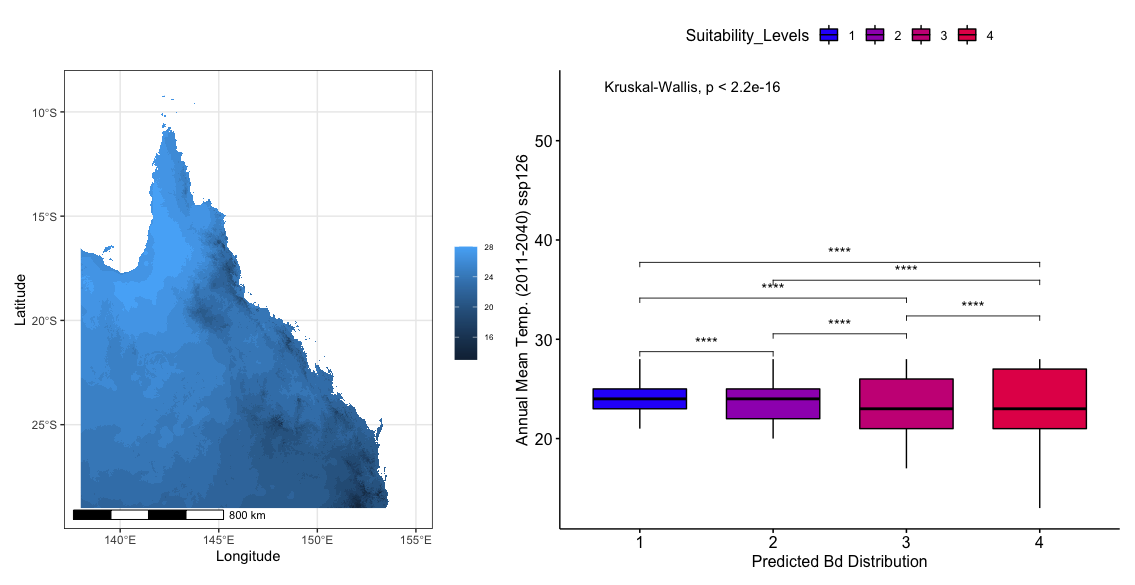 10°S
15°S
20°S
25°S
Latitude
140°E
145°E
150°E
155°E
Longitude
800 km
28
24
20
16
Suitability_Levels 1 2 3 4
Kruskal-Wallis, p < 2.2e-16
50
40
30
20
Annual Mean Temp. (2011-2040) ssp126
****
****
****
****
****
****
1
2
3
4
Predicted Bd Distribution